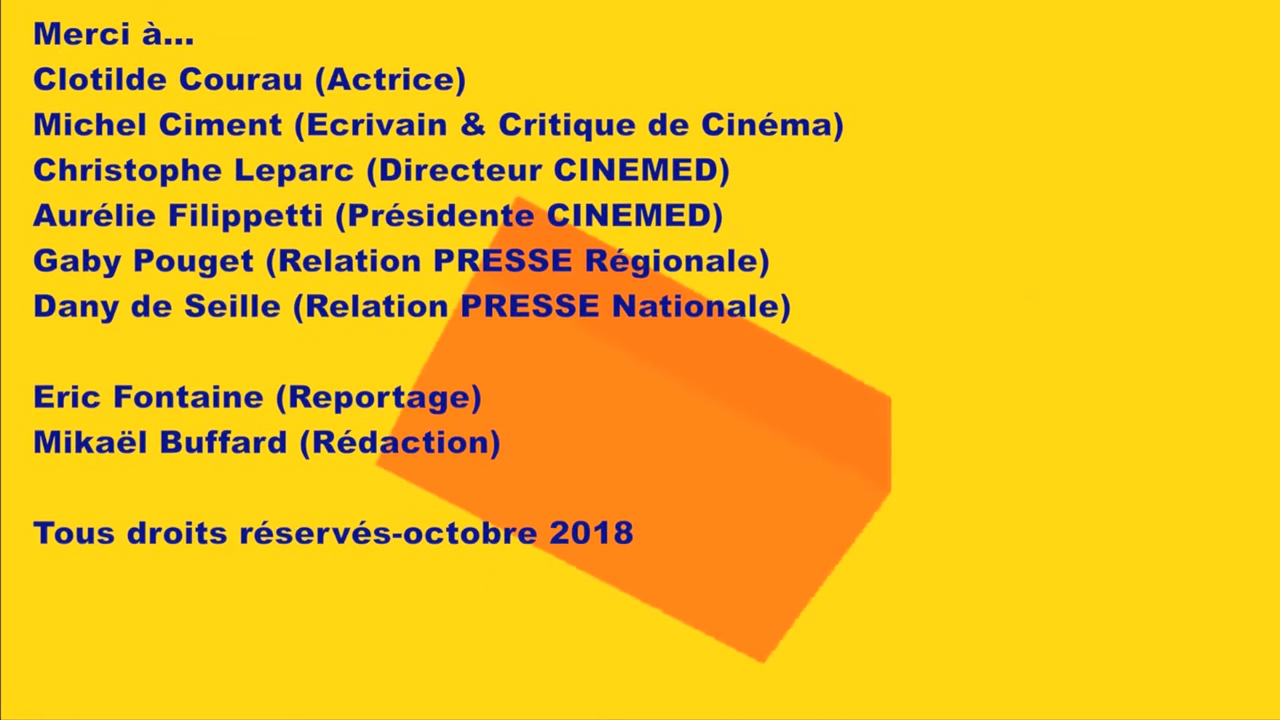 Merci à...
Clotilde Courau (Actrice)
Michel Ciment (Ecrivain & Critique de Cinéma)
Christophe Leparc (Directeur CINEMED)
Aurélie Filippetti (Présidente CINEMED)
Gaby Pouget (Relation PRESSE Régionale)
Dany de Seille (Relation PRESSE Nationale)
Eric Fontaine (Reportage)
Mikaël Buffard (Rédaction)
Tous droits réservés-octobre 2018